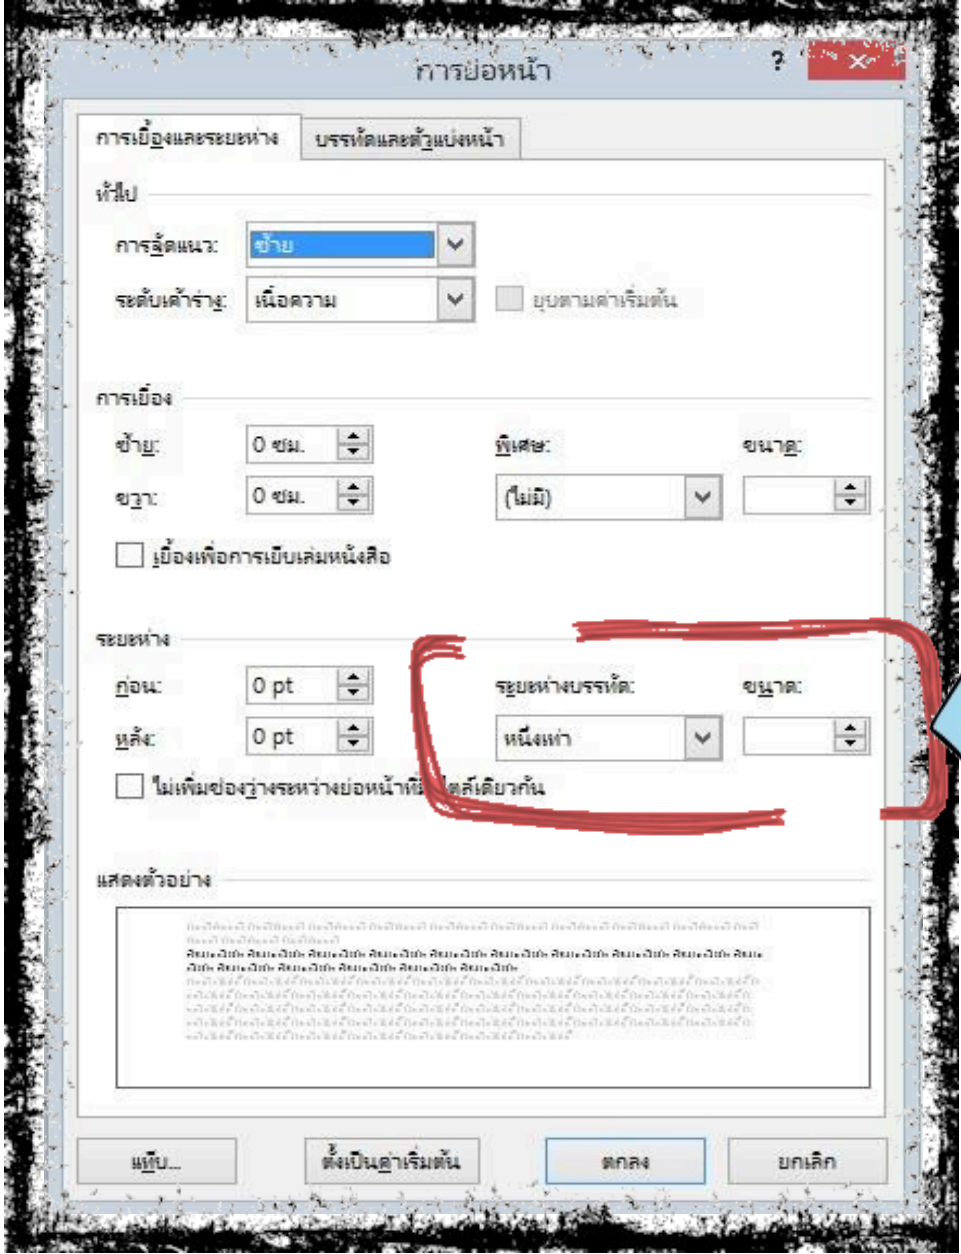 การย่อหน้า ?
การเยื้องและระยะห่าง บรรทัดและตัวแบ่งหน้า
ทั่วไป
การจัดแนว: ซ้าย
ระดับเค้าร่าง: เนื้อความ ยุบตามค่าเริ่มต้น
การเยื้อง
ซ้าย: 0 ซม. พิเศษ: ขนาด:
ขวา: 0 ซม. (ไม่มี)
เยื้องเพื่อการเย็บเล่มหนังสือ
ระยะห่าง
ก่อน: 0 pt ระยะห่างบรรทัด: ขนาด:
หลัง: 0 pt หนึ่งเท่า
ไม่เพิ่มช่องว่างระหว่างย่อหน้าที่มีสไตล์เดียวกัน
แสดงตัวอย่าง
แท็บ... ตั้งเป็นค่าเริ่มต้น ตกลง ยกเลิก